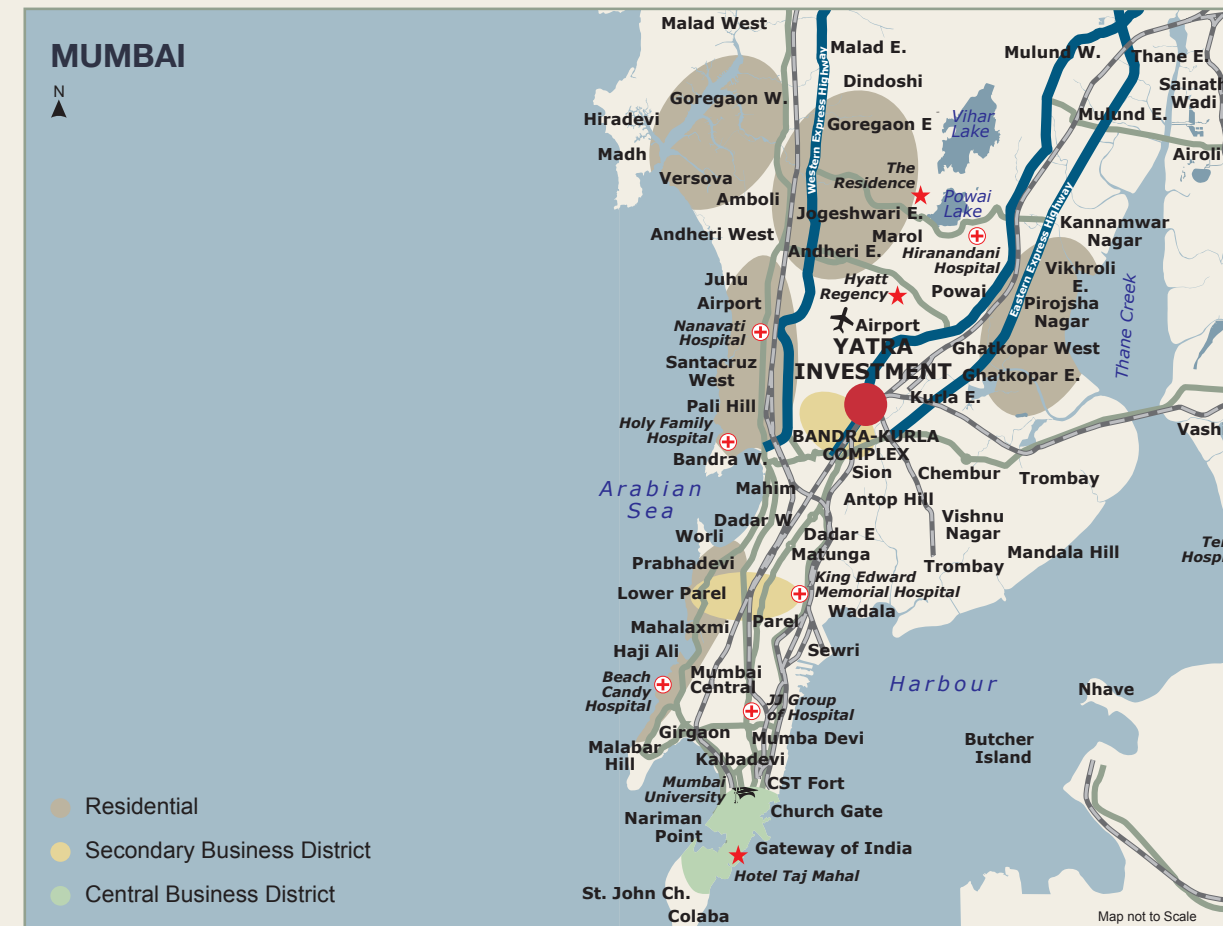 MUMBAI
N
Malad West
Malad E.
Mulund W.
Thane E.
Dindoshi
Sainath
Wadi
Goregaon W.
Hiradevi
Goregaon E
Vihar
Lake
Mulund E.
Western Express Highway
Madh
Airoli
The
Residence
Versova
Amboli
Powai
Lake
Jogeshwari E.
Andheri West
Marol
Kannamwar
Nagar
Andheri E.
Hiranandani
Hospital
Eastern Express Highway
Vikhroli
E.
Juhu
Airport
Hyatt
Regency
Powai
Pirojsha
Nagar
Thane Creek
Nanavati
Hospital
Airport
YATRA
INVESTMENT
Ghatkopar West
Santacruz
West
Ghatkopar E.
Kurla E.
Pali Hill
Holy Family
Hospital
BANDRA-KURLA
COMPLEX
Vash
Bandra W.
Sion
Chembur
Trombay
Arabian
Sea
Mahim
Antop Hill
Dadar W
Vishnu
Nagar
Worli
Dadar E
Matunga
Mandala Hill
Ter
Hosp
Prabhadevi
Trombay
King Edward
Memorial Hospital
Lower Parel
Wadala
Mahalaxmi
Parel
Haji Ali
Sewri
Beach
Candy
Hospital
Mumbai
Central
Harbour
Nhave
JJ Group
of Hospital
Girgaon
Mumba Devi
Malabar
Hill
Butcher
Island
Kalbadevi
Mumbai
University
CST Fort
Residential
Church Gate
Nariman
Point
Secondary Business District
Gateway of India
Hotel Taj Mahal
Central Business District
St. John Ch.
Colaba
Map not to Scale